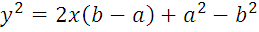 y² = 2x(b − a) + a² − b²